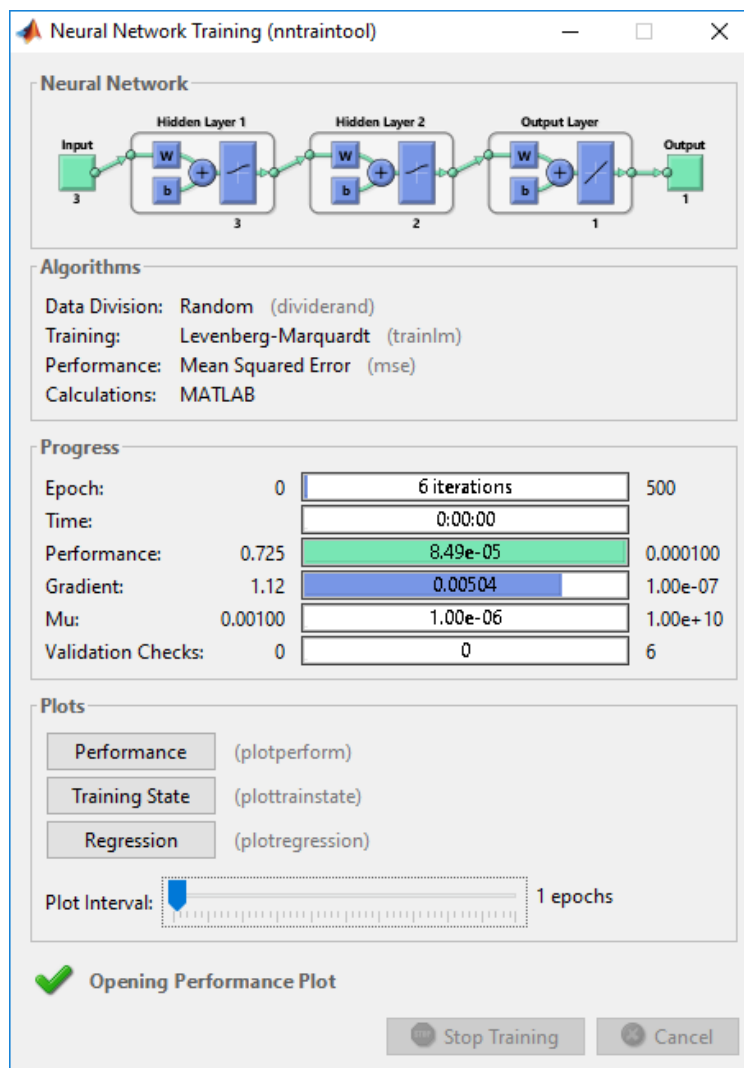 Neural Network Training (nntraintool)
Neural Network
Hidden Layer 1 Hidden Layer 2 Output Layer
Input Output
W W W
b b b
+ + +
3 3 2 1 1
Algorithms
Data Division: Random (dividerand)
Training: Levenberg-Marquardt (trainlm)
Performance: Mean Squared Error (mse)
Calculations: MATLAB
Progress
Epoch: 0 6 iterations 500
Time: 0:00:00
Performance: 0.725 8.49e-05 0.000100
Gradient: 1.12 0.00504 1.00e-07
Mu: 0.00100 1.00e-06 1.00e+10
Validation Checks: 0 0 6
Plots
Performance (plotperform)
Training State (plottrainstate)
Regression (plotregression)
Plot Interval: 1 epochs
Opening Performance Plot
Stop Training Cancel